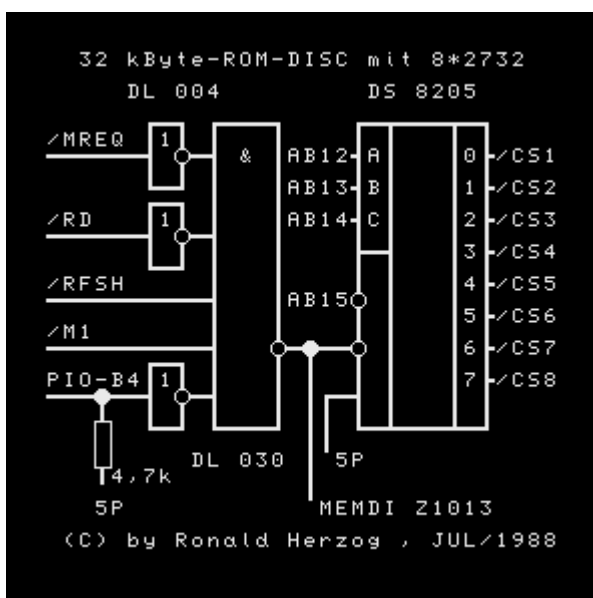 32 kByte-ROM-DISC mit 8*2732
DL 004 DS 8205
/MREQ 1 & AB12 A 0 /CS1
AB13 B 1 /CS2
/RD 1 AB14 C 2 /CS3
3 /CS4
/RFSH 4 /CS5
AB15
/M1 5 /CS6
6 /CS7
PIO-B4 1 7 /CS8
DL 030 5P
4,7k
5P MEMDI Z1013
(C) by Ronald Herzog , JUL/1988